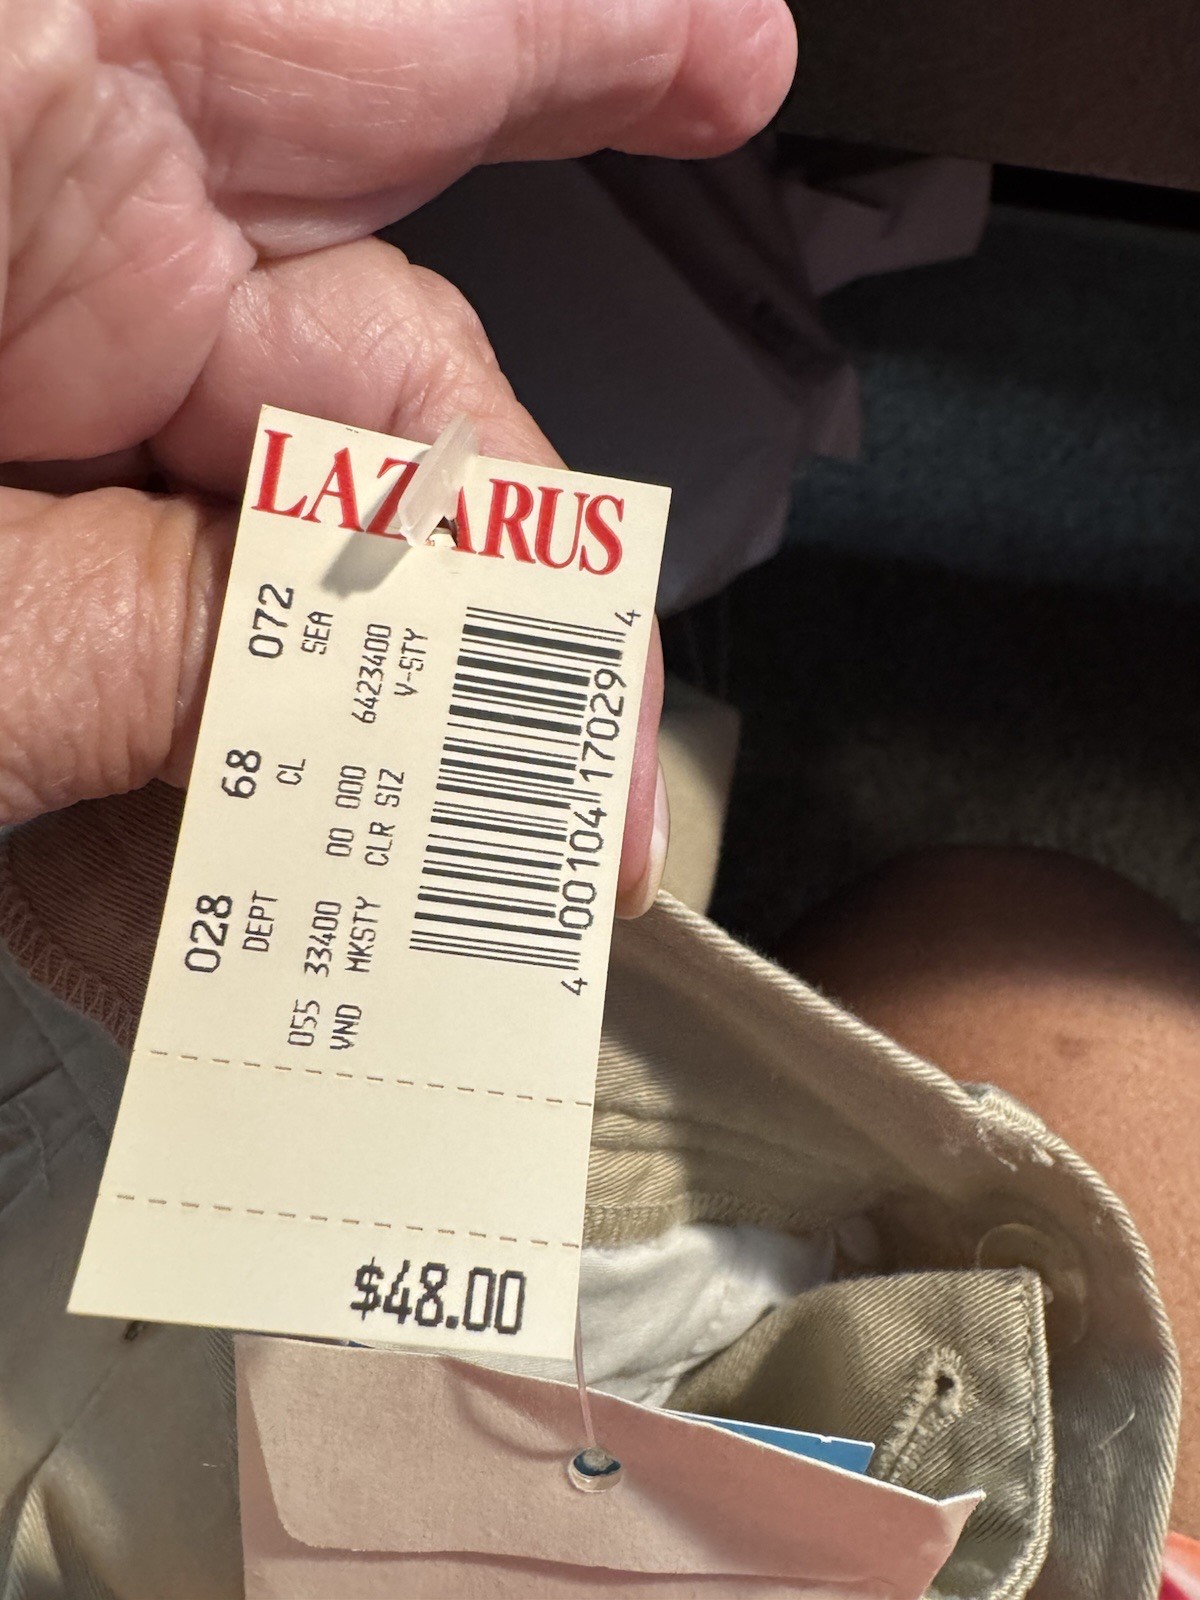 LAZARUS
028 68 072
DEPT CL SEA
055 33400 00 000 6423400
VND MKSTY CLR SIZ V-STY
4 00104 17029 4
$48.00